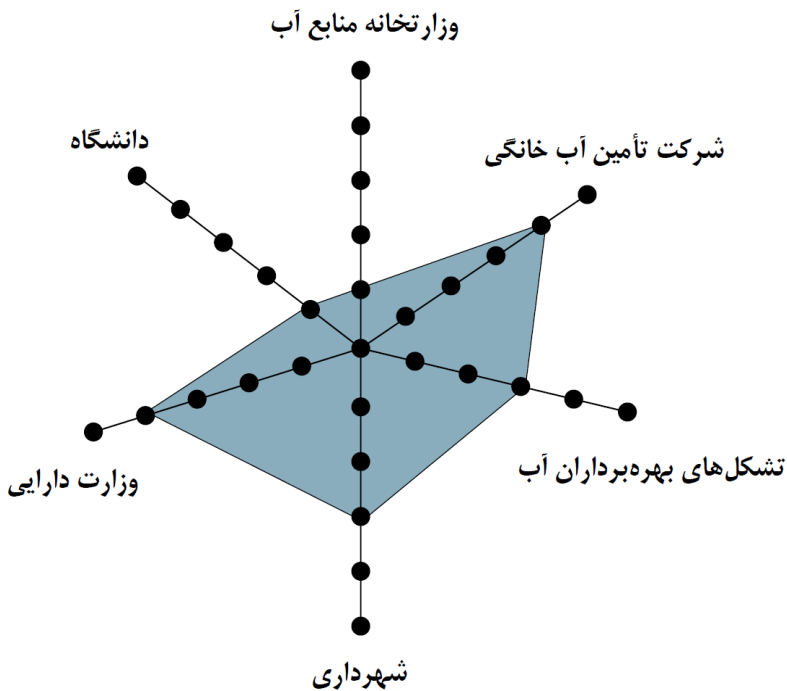 وزارتخانه منابع آب
دانشگاه
شرکت تأمین آب خانگی
تشکل‌های بهره‌برداران آب
وزارت دارایی
شهرداری